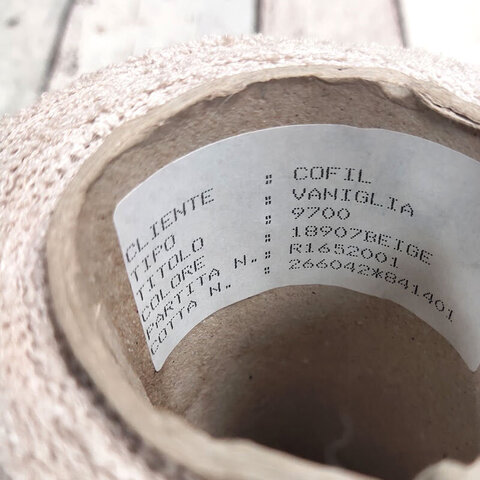 CLIENTE : COFIL
TIPO : VANIGLIA
TITOLO : 9700
COLORE : 18907BEIGE
PARTITA N.: R1652001
COTTA N. : 266042*841401